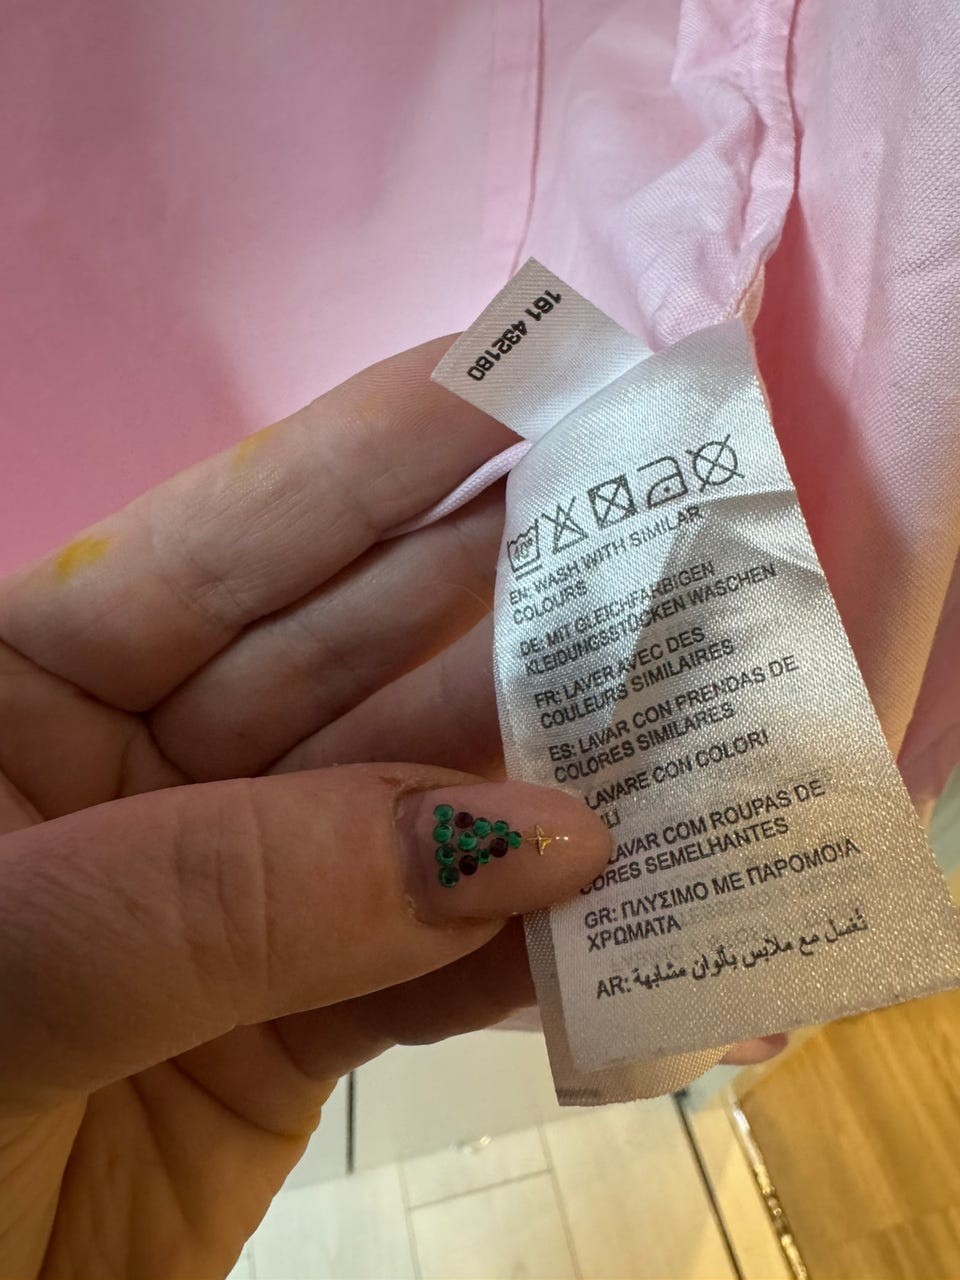 161 432180
40
EN: WASH WITH SIMILAR
COLOURS
DE: MIT GLEICHFARBIGEN
KLEIDUNGSSTÜCKEN WASCHEN
FR: LAVER AVEC DES
COULEURS SIMILAIRES
ES: LAVAR CON PRENDAS DE
COLORES SIMILARES
LAVARE CON COLORI
LAVAR COM ROUPAS DE
CORES SEMELHANTES
GR: ΠΛΥΣΙΜΟ ΜΕ ΠΑΡΟΜΟΙΑ
ΧΡΩΜΑΤΑ
AR: تُغسل مع ملابس بألوان مشابهة